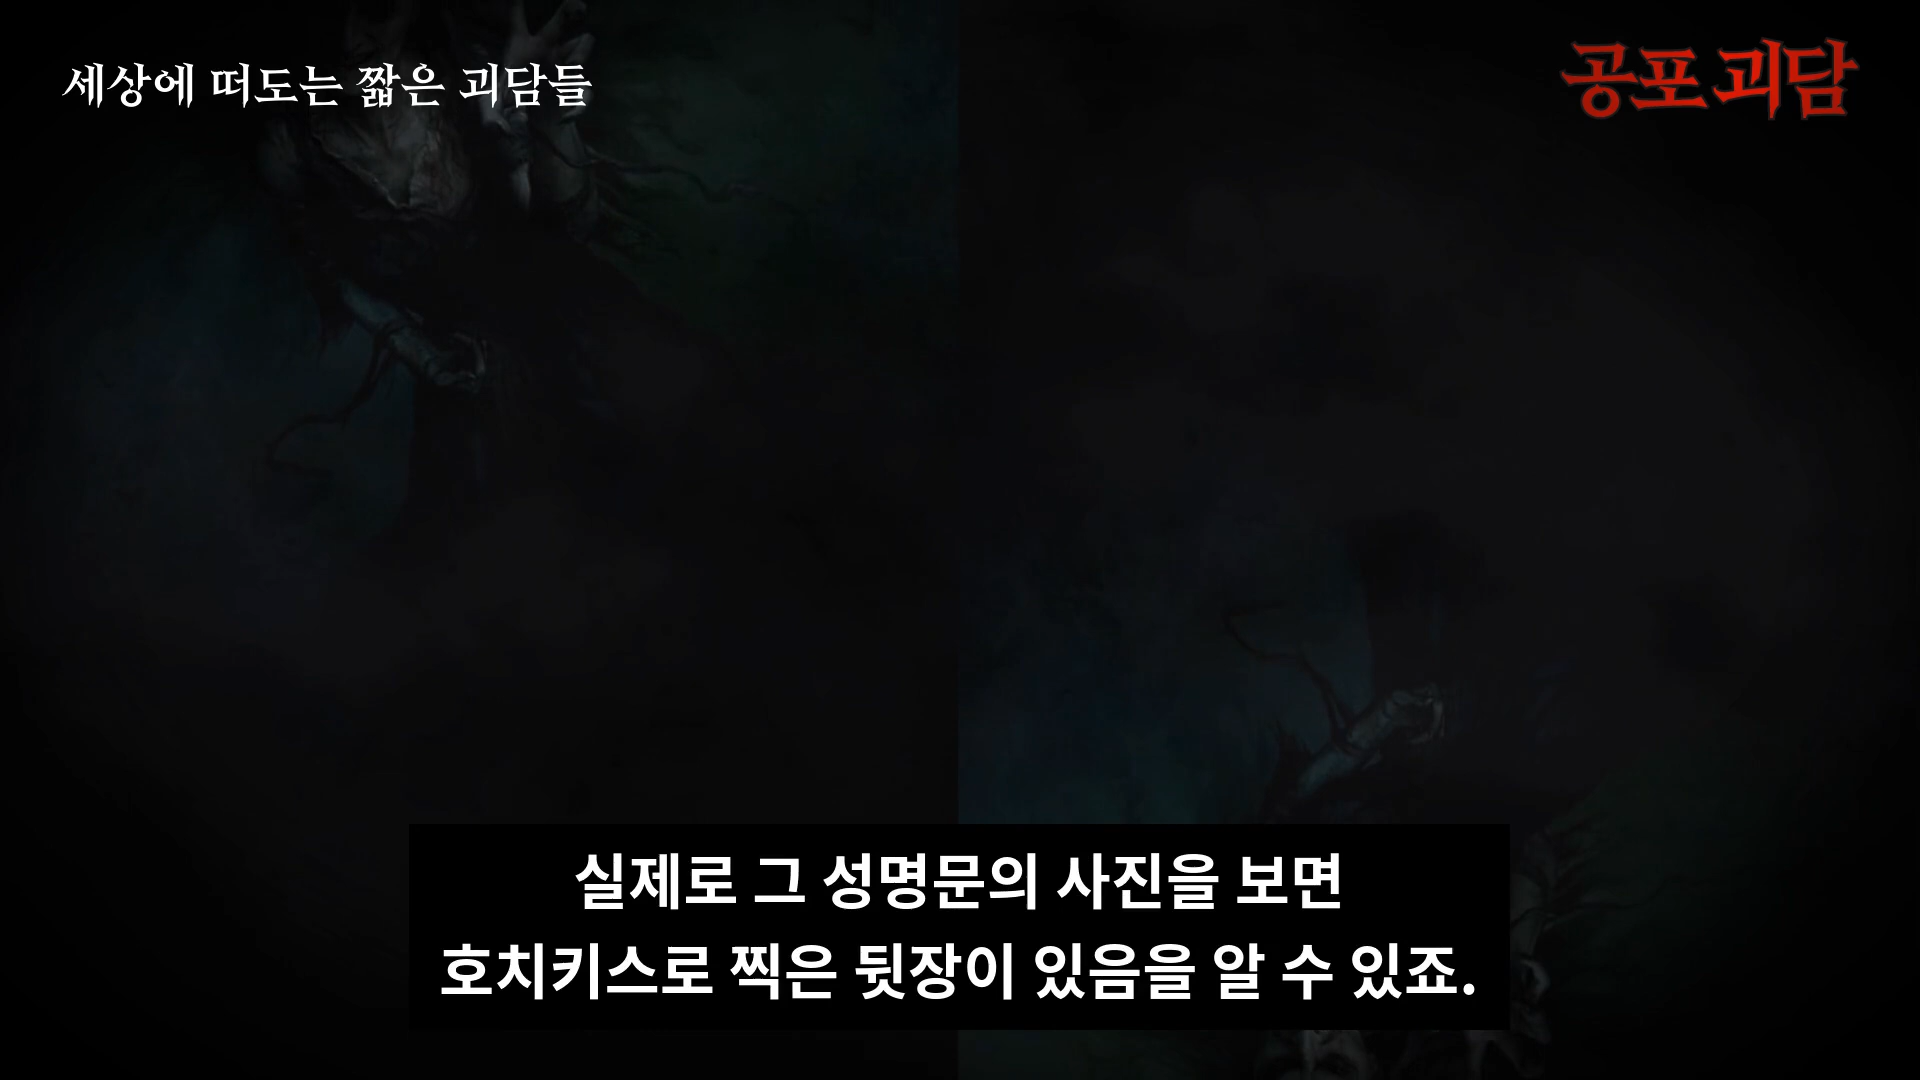 세상에 떠도는 짧은 괴담들
공포 괴담
실제로 그 성명문의 사진을 보면
호치키스로 찍은 뒷장이 있음을 알 수 있죠.